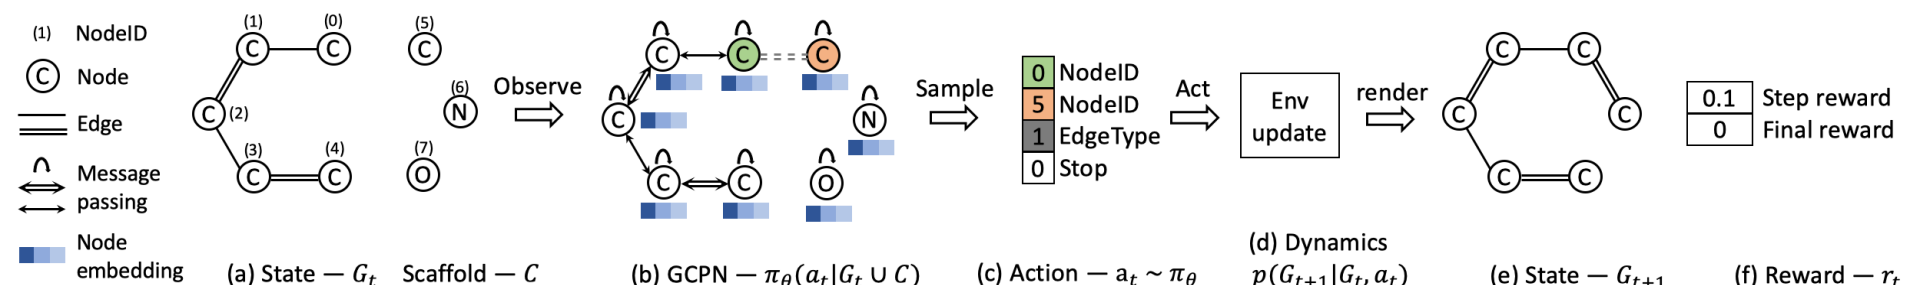 (1) NodeID
C Node
Edge
Message
passing
Node
embedding
(1) (0) (5)
C C C
(6)
C (2) N
(3) (4) (7)
C C O
(a) State — G_t Scaffold — C
Observe
C C C
C N
C C O
(b) GCPN — π_θ(a_t|G_t ∪ C)
Sample
0 NodeID
5 NodeID
1 EdgeType
0 Stop
(c) Action — a_t ~ π_θ
Act
Env
update
(d) Dynamics
p(G_{t+1}|G_t, a_t)
render
C C
C C
C C
(e) State — G_{t+1}
0.1 Step reward
0 Final reward
(f) Reward — r_t